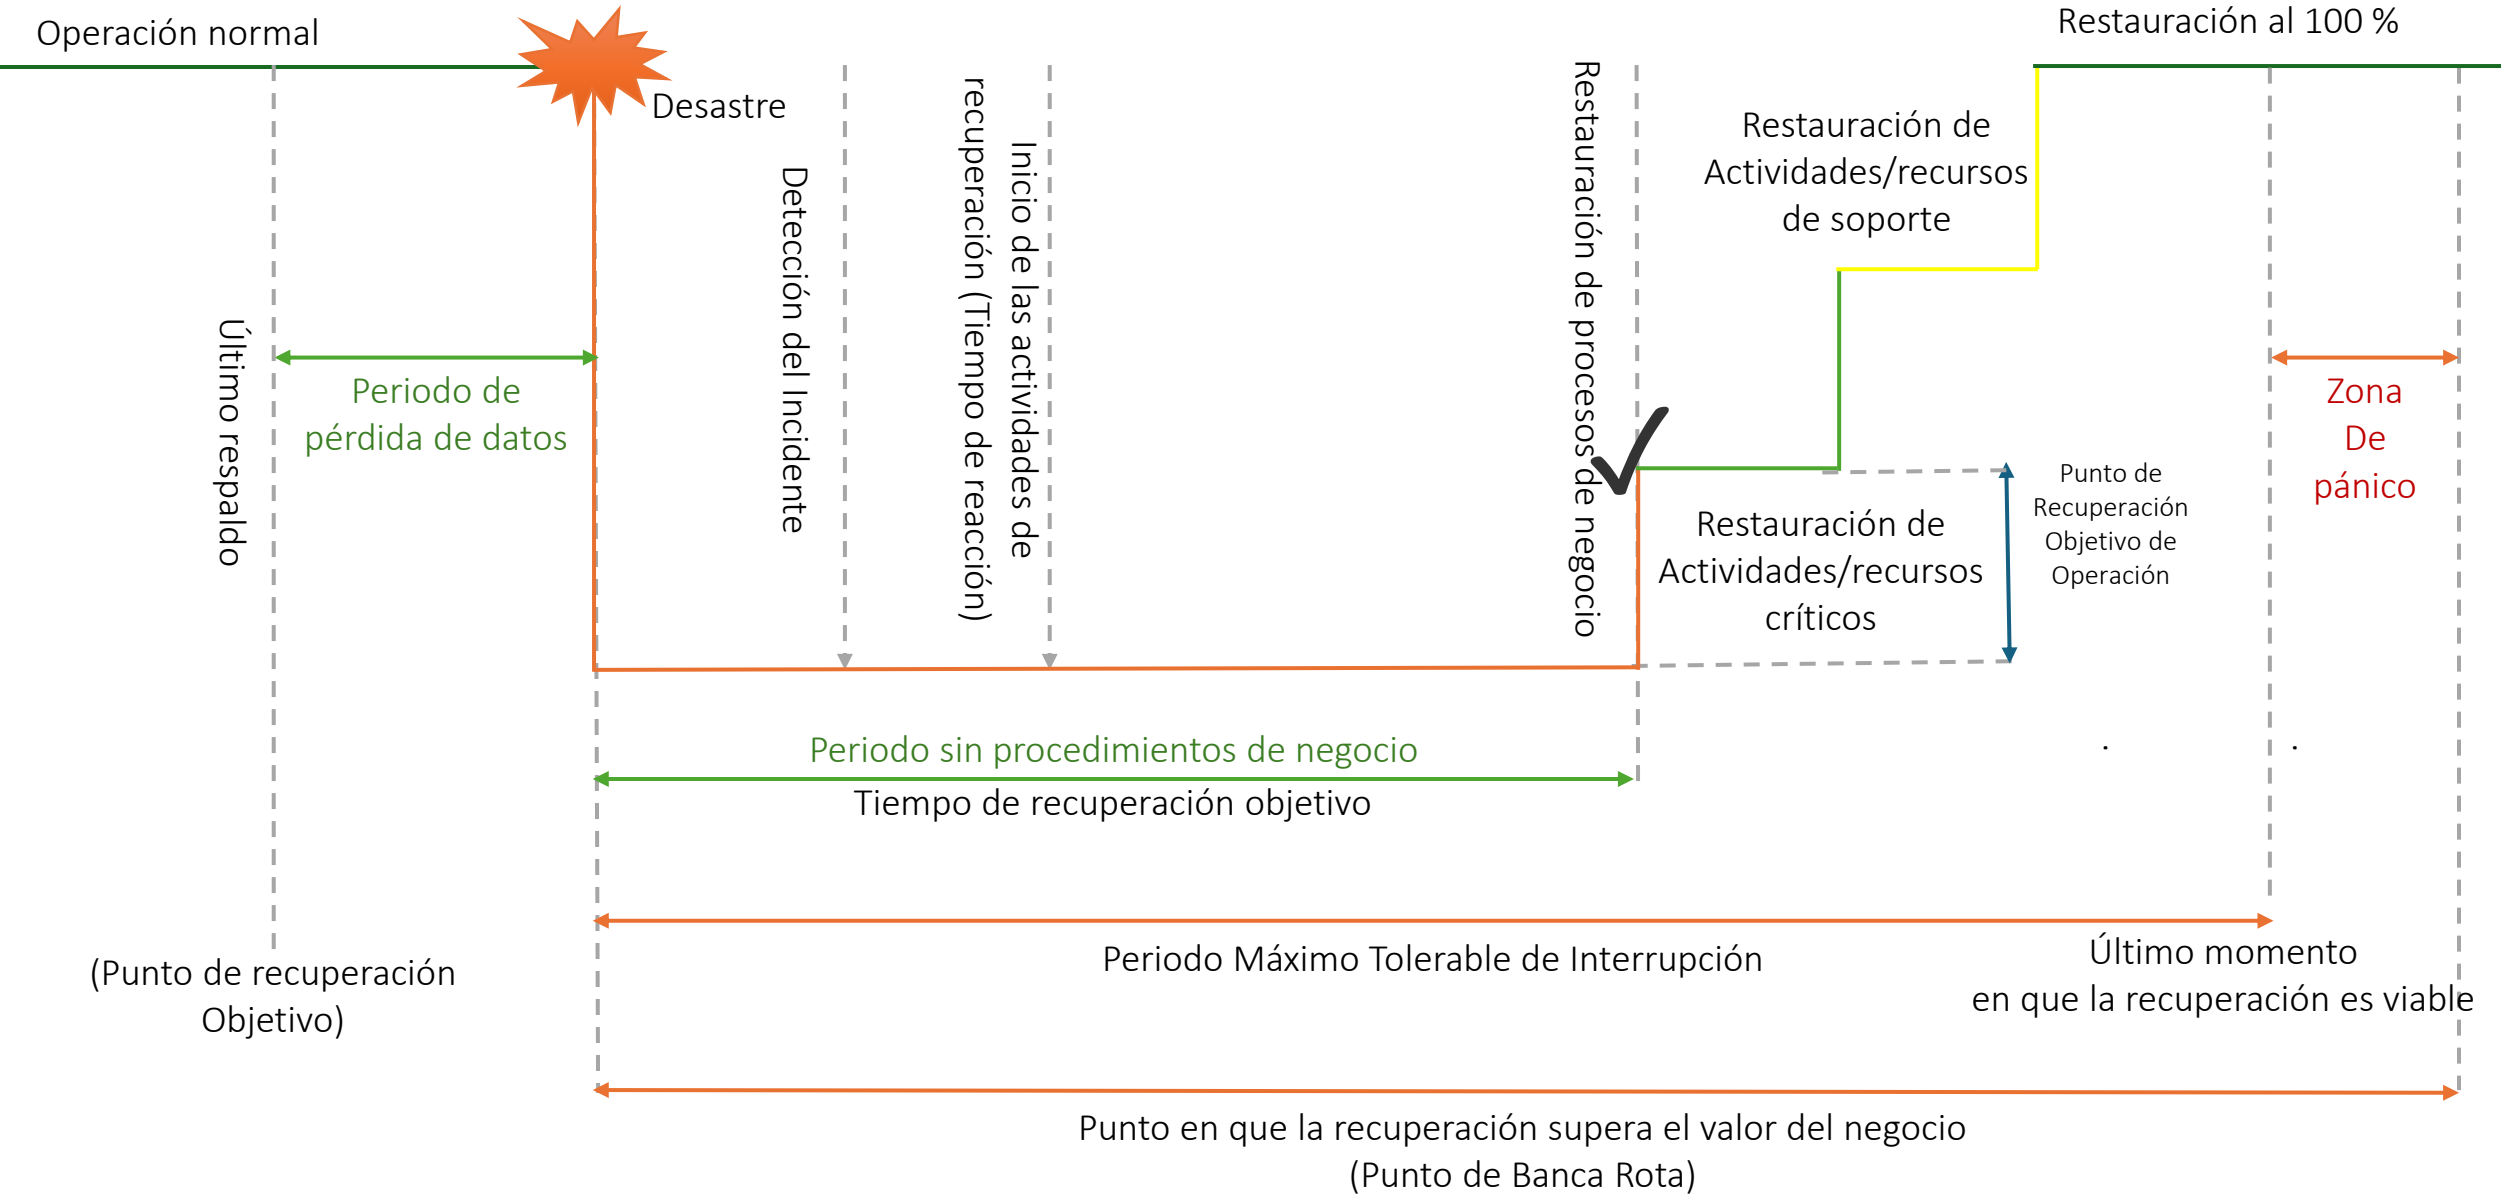 Operación normal
Restauración al 100 %
Desastre
Último respaldo
Periodo de
pérdida de datos
Detección del Incidente
Inicio de las actividades de
recuperación (Tiempo de reacción)
Restauración de procesos de negocio
Restauración de
Actividades/recursos
de soporte
Restauración de
Actividades/recursos
críticos
Punto de
Recuperación
Objetivo de
Operación
Zona
De
pánico
Periodo sin procedimientos de negocio
Tiempo de recuperación objetivo
.
.
(Punto de recuperación
Objetivo)
Periodo Máximo Tolerable de Interrupción
Último momento
en que la recuperación es viable
Punto en que la recuperación supera el valor del negocio
(Punto de Banca Rota)